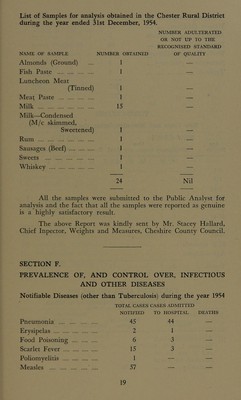 List of Samples for analysis obtained in the Chester Rural District
during the year ended 31st December, 1954.
NUMBER ADULTERATED
OR NOT UP TO THE
RECOGNISED STANDARD
NAME OF SAMPLE NUMBER OBTAINED OF QUALITY
Almonds (Ground) ... 1 —
Fish Paste ... ... ... ... 1 —
Luncheon Meat
(Tinned) 1 —
Meat Paste ... ... ... ... 1 —
Milk ... ... ... ... ... 15 —
Milk—Condensed
(M/c skimmed,
Sweetened) 1 —
Rum ... ... ... ... ... 1 —
Sausages (Beef) ... ... ... 1 —
Sweets ... ... ... ... ... 1 —
Whiskey ... ... ... ... ... 1 —
24 Nil
All the samples were submitted to the Public Analyst for
analysis and the fact that all the samples were reported as genuine
is a highly satisfactory result.
The above Report was kindly sent by Mr. Stacey Hallard,
Chief Inpector, Weights and Measures, Cheshire County Council.
SECTION F.
PREVALENCE OF, AND CONTROL OVER, INFECTIOUS
AND OTHER DISEASES
Notifiable Diseases (other than Tuberculosis) during the year 1954
TOTAL CASES CASES ADMITTED
NOTIFIED TO HOSPITAL DEATHS
Pneumonia ... ... ... ... 45 44 —
Erysipelas ... ... ... ... 2 1 —
Food Poisoning ... ... ... 6 3 —
Scarlet Fever ... ... ... ... 15 3 —
Poliomyelitis ... ... ... ... 1 — —
Measles ... ... ... ... ... 57 — —
19